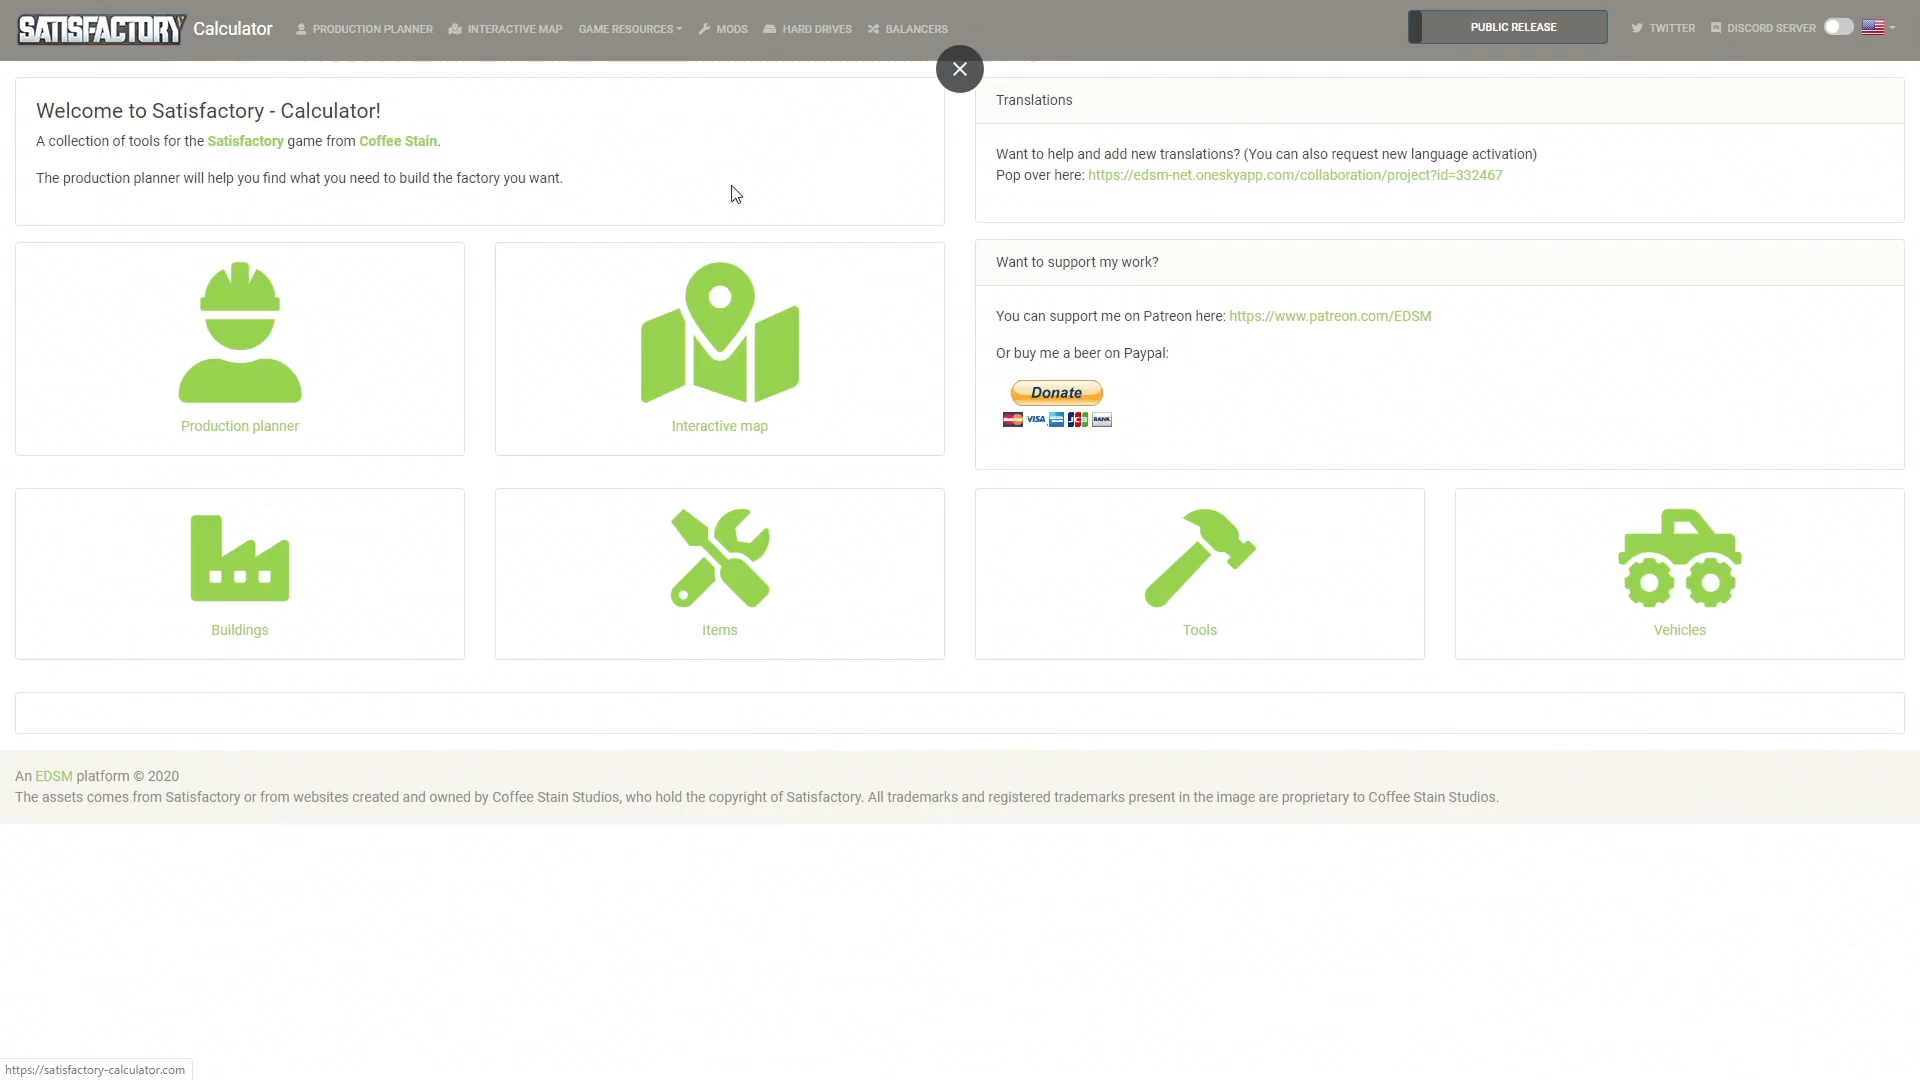 SATISFACTORY Calculator PRODUCTION PLANNER INTERACTIVE MAP GAME RESOURCES MODS HARD DRIVES BALANCERS PUBLIC RELEASE TWITTER DISCORD SERVER
Welcome to Satisfactory - Calculator!
A collection of tools for the Satisfactory game from Coffee Stain.
The production planner will help you find what you need to build the factory you want.
Translations
Want to help and add new translations? (You can also request new language activation)
Pop over here: https://edsm-net.oneskyapp.com/collaboration/project?id=332467
Production planner
Interactive map
Want to support my work?
You can support me on Patreon here: https://www.patreon.com/EDSM
Or buy me a beer on Paypal:
Donate
VISA JCB BANK
Buildings
Items
Tools
Vehicles
An EDSM platform © 2020
The assets comes from Satisfactory or from websites created and owned by Coffee Stain Studios, who hold the copyright of Satisfactory. All trademarks and registered trademarks present in the image are proprietary to Coffee Stain Studios.
https://satisfactory-calculator.com